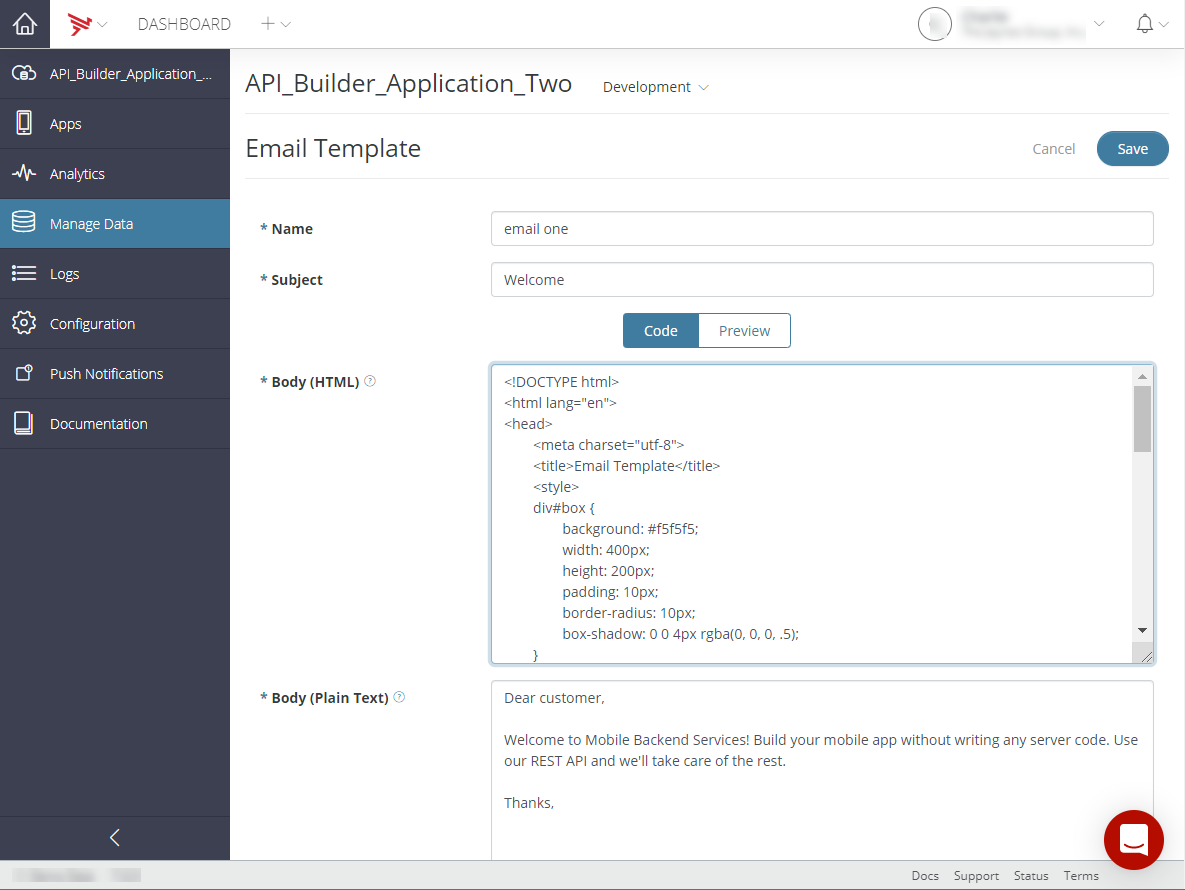 DASHBOARD
API_Builder_Application_...
Apps
Analytics
Manage Data
Logs
Configuration
Push Notifications
Documentation
API_Builder_Application_Two
Development
Email Template
Cancel
Save
* Name
email one
* Subject
Welcome
Code
Preview
* Body (HTML)
<!DOCTYPE html>
<html lang="en">
<head>
<meta charset="utf-8">
<title>Email Template</title>
<style>
div#box {
background: #f5f5f5;
width: 400px;
height: 200px;
padding: 10px;
border-radius: 10px;
box-shadow: 0 0 4px rgba(0, 0, 0, .5);
}
* Body (Plain Text)
Dear customer,
Welcome to Mobile Backend Services! Build your mobile app without writing any server code. Use
our REST API and we'll take care of the rest.
Thanks,
Docs Support Status Terms